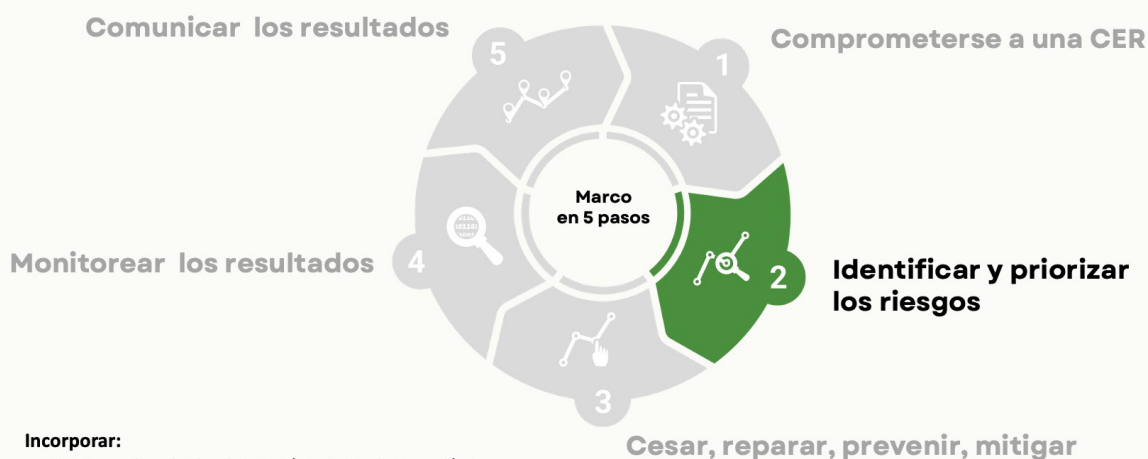 Comunicar los resultados
5
1
Comprometerse a una CER
Marco
en 5 pasos
Monitorear los resultados
4
2
Identificar y priorizar
los riesgos
3
Incorporar:
Cesar, reparar, prevenir, mitigar